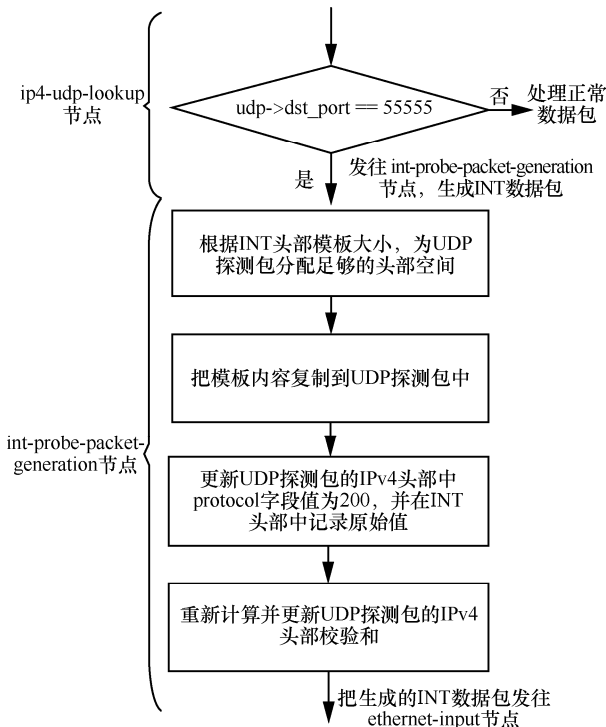 ip4-udp-lookup
节点
udp->dst_port == 55555
否
处理正常
数据包
是
发往 int-probe-packet-generation
节点，生成INT数据包
根据INT头部模板大小，为UDP
探测包分配足够的头部空间
把模板内容复制到UDP探测包中
int-probe-packet-
generation节点
更新UDP探测包的IPv4头部中
protocol字段值为200，并在INT
头部中记录原始值
重新计算并更新UDP探测包的IPv4
头部校验和
把生成的INT数据包发往
ethernet-input节点